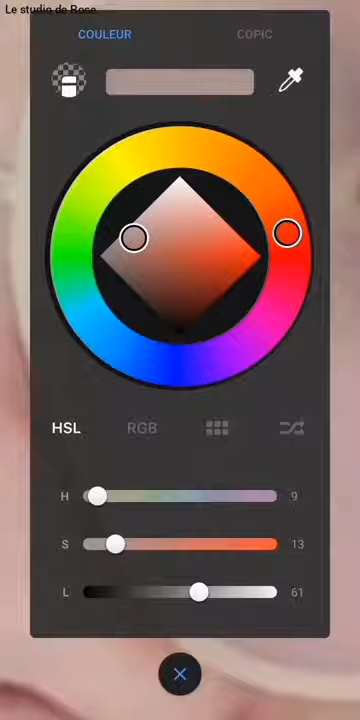 Le studio de Rose
COULEUR
COPIC
HSL
RGB
H
9
S
13
L
61